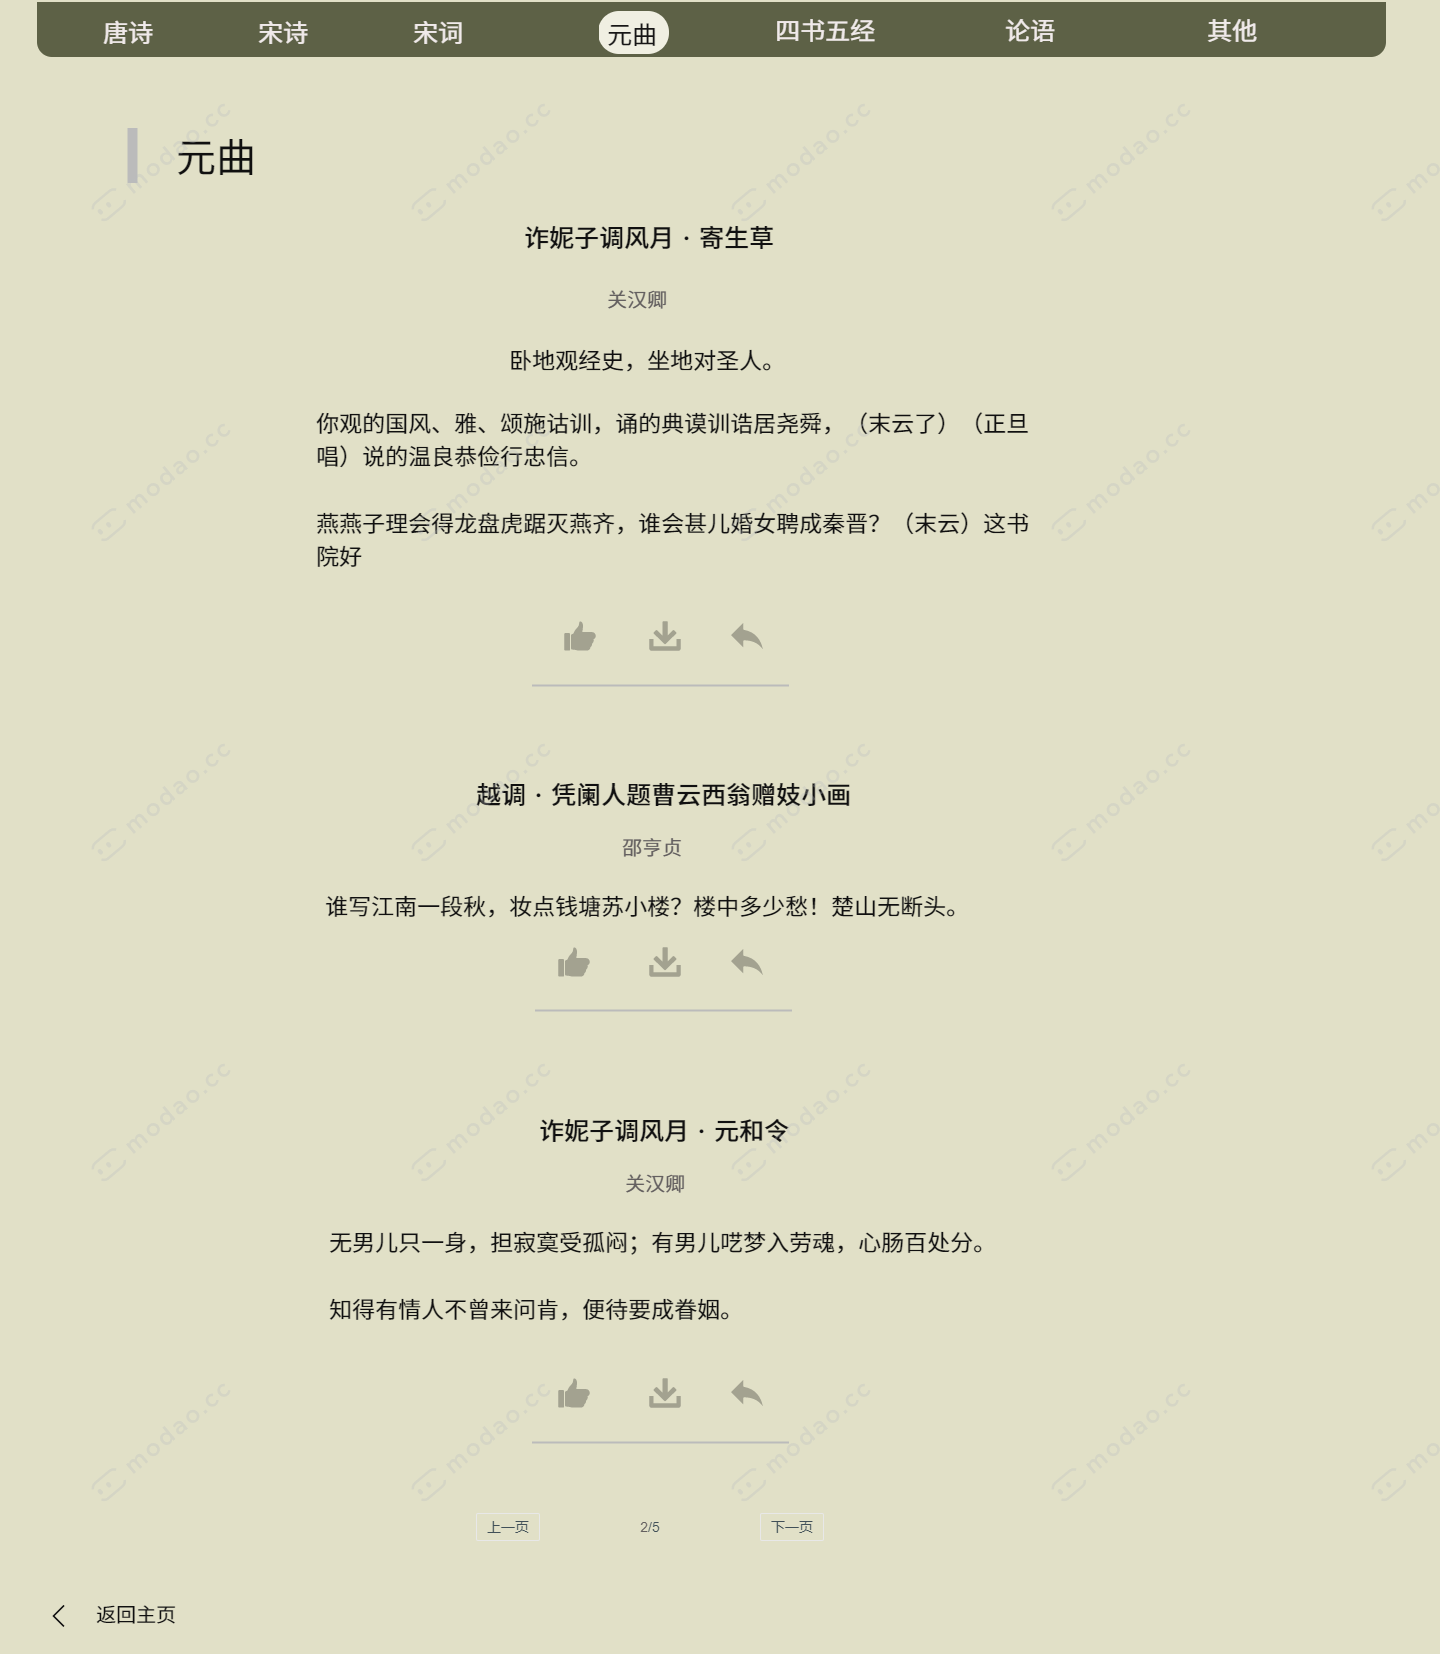 唐诗 宋诗 宋词 元曲 四书五经 论语 其他
元曲
诈妮子调风月 · 寄生草
关汉卿
卧地观经史，坐地对圣人。
你观的国风、雅、颂施诂训，诵的典谟训诰居尧舜，（末云了）（正旦
唱）说的温良恭俭行忠信。
燕燕子理会得龙盘虎踞灭燕齐，谁会甚儿婚女聘成秦晋？（末云）这书
院好
越调 · 凭阑人题曹云西翁赠妓小画
邵亨贞
谁写江南一段秋，妆点钱塘苏小楼？楼中多少愁！楚山无断头。
诈妮子调风月 · 元和令
关汉卿
无男儿只一身，担寂寞受孤闷；有男儿呓梦入劳魂，心肠百处分。
知得有情人不曾来问肯，便待要成眷姻。
上一页 2/5 下一页
返回主页
modao.cc